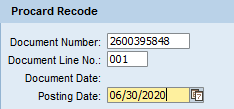 Procard Recode
Document Number: 2600395848
Document Line No.: 001
Document Date:
Posting Date: 06/30/2020